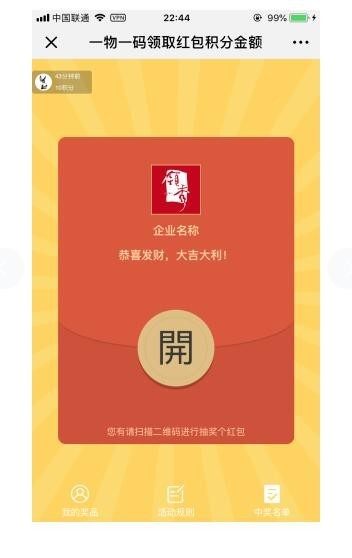 中国联通 VPN 22:44 99%
一物一码领取红包积分金额
43分钟前
10积分
企业名称
恭喜发财，大吉大利！
開
您有请扫描二维码进行抽奖个红包
我的奖品 活动规则 中奖名单